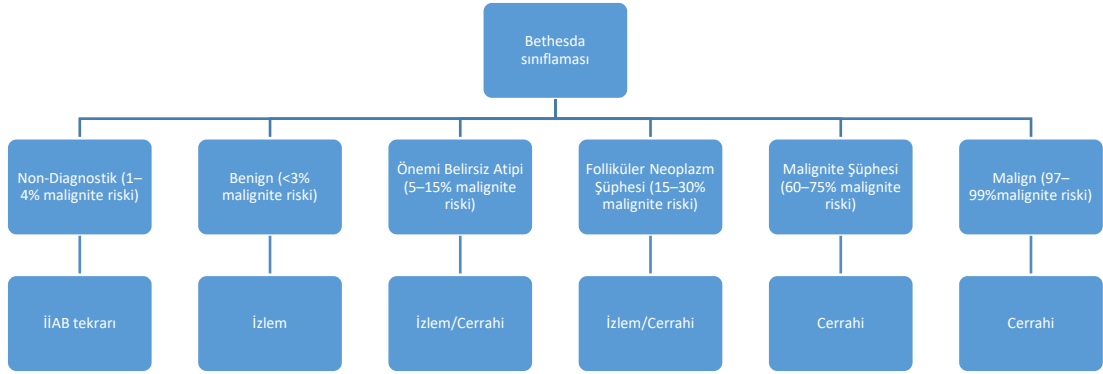 Bethesda
sınıflaması
Non-Diagnostik (1–
4% malignite riski)
Benign (<3%
malignite riski)
Önemi Belirsiz Atipi
(5–15% malignite
riski)
Folliküler Neoplazm
Şüphesi (15–30%
malignite riski)
Malignite Şüphesi
(60–75% malignite
riski)
Malign (97–
99%malignite riski)
İİAB tekrarı
İzlem
İzlem/Cerrahi
İzlem/Cerrahi
Cerrahi
Cerrahi